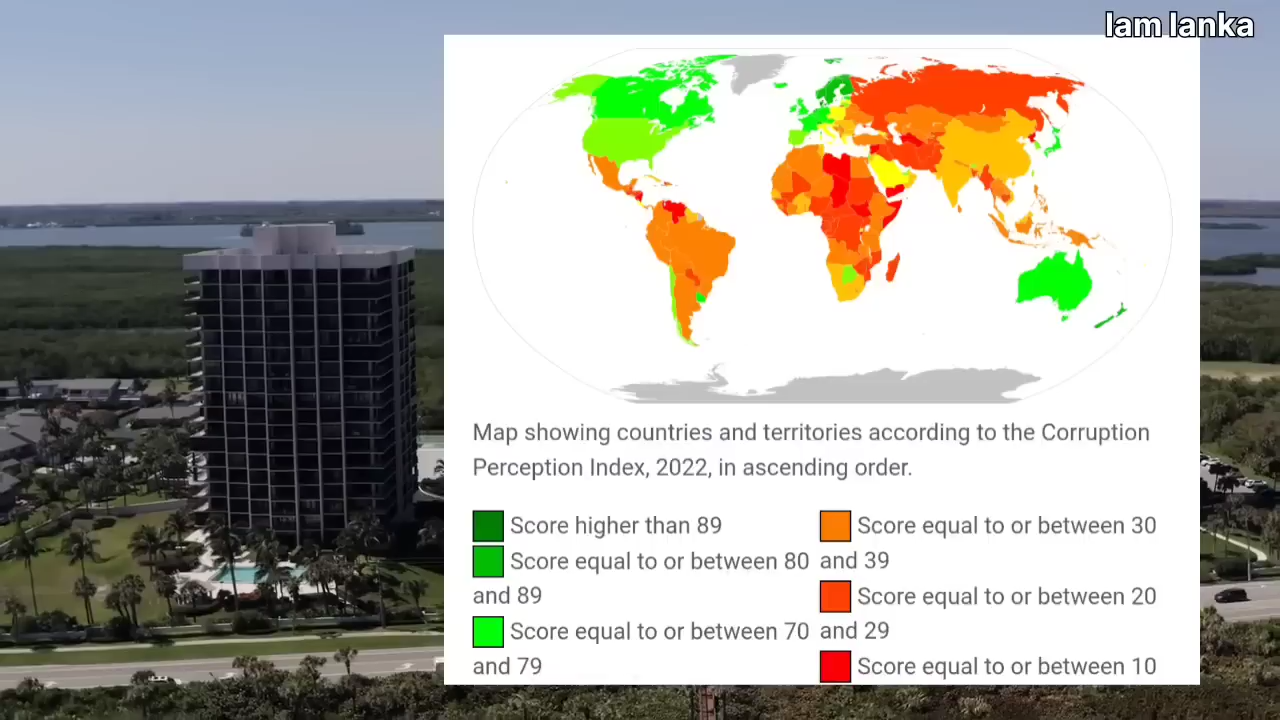 lam lanka
Map showing countries and territories according to the Corruption
Perception Index, 2022, in ascending order.
Score higher than 89
Score equal to or between 80
and 89
Score equal to or between 70
and 79
Score equal to or between 30
and 39
Score equal to or between 20
and 29
Score equal to or between 10